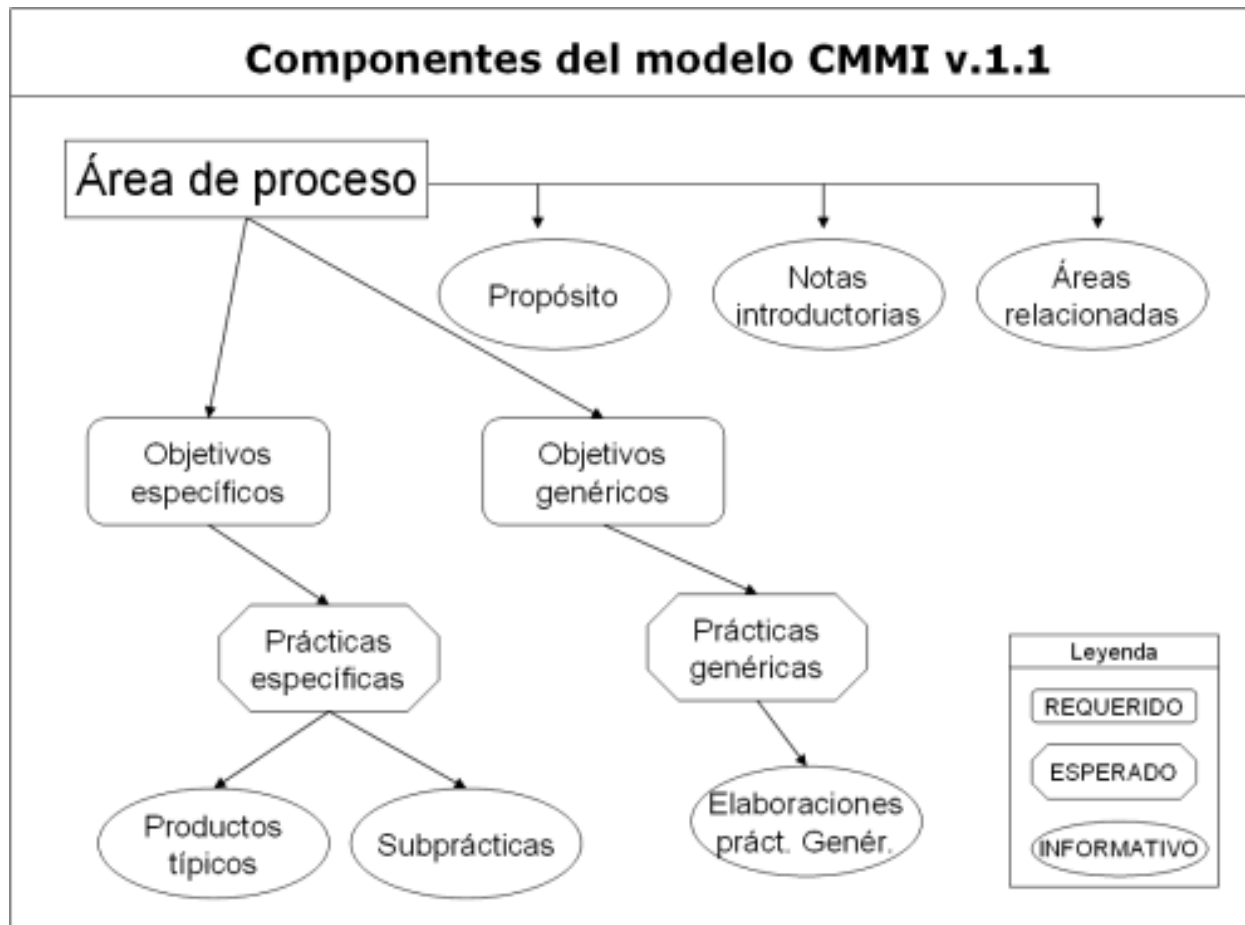 Componentes del modelo CMMI v.1.1
Área de proceso
Propósito
Notas
introductorias
Áreas
relacionadas
Objetivos
específicos
Objetivos
genéricos
Prácticas
específicas
Prácticas
genéricas
Productos
típicos
Subprácticas
Elaboraciones
práct. Genér.
Leyenda
REQUERIDO
ESPERADO
INFORMATIVO